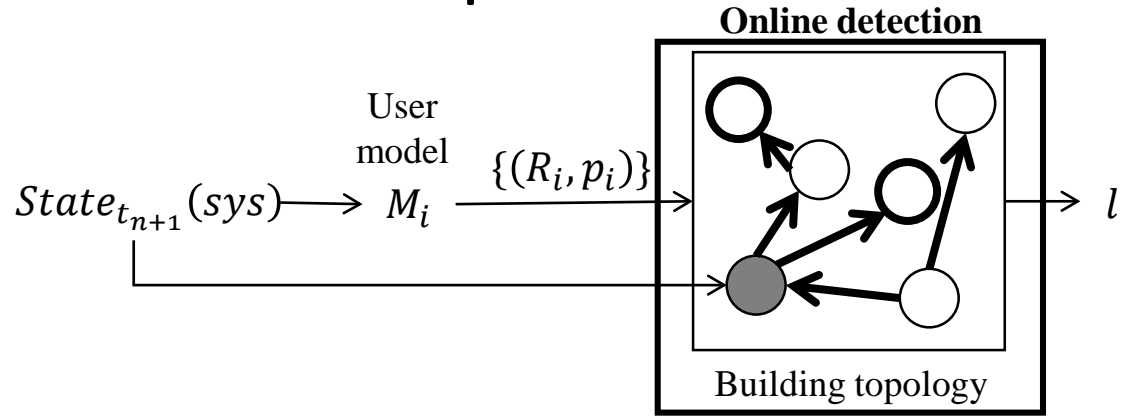 Online detection
User
model
{(R_i, p_i)}
State_{t_{n+1}}(sys)
M_i
l
Building topology